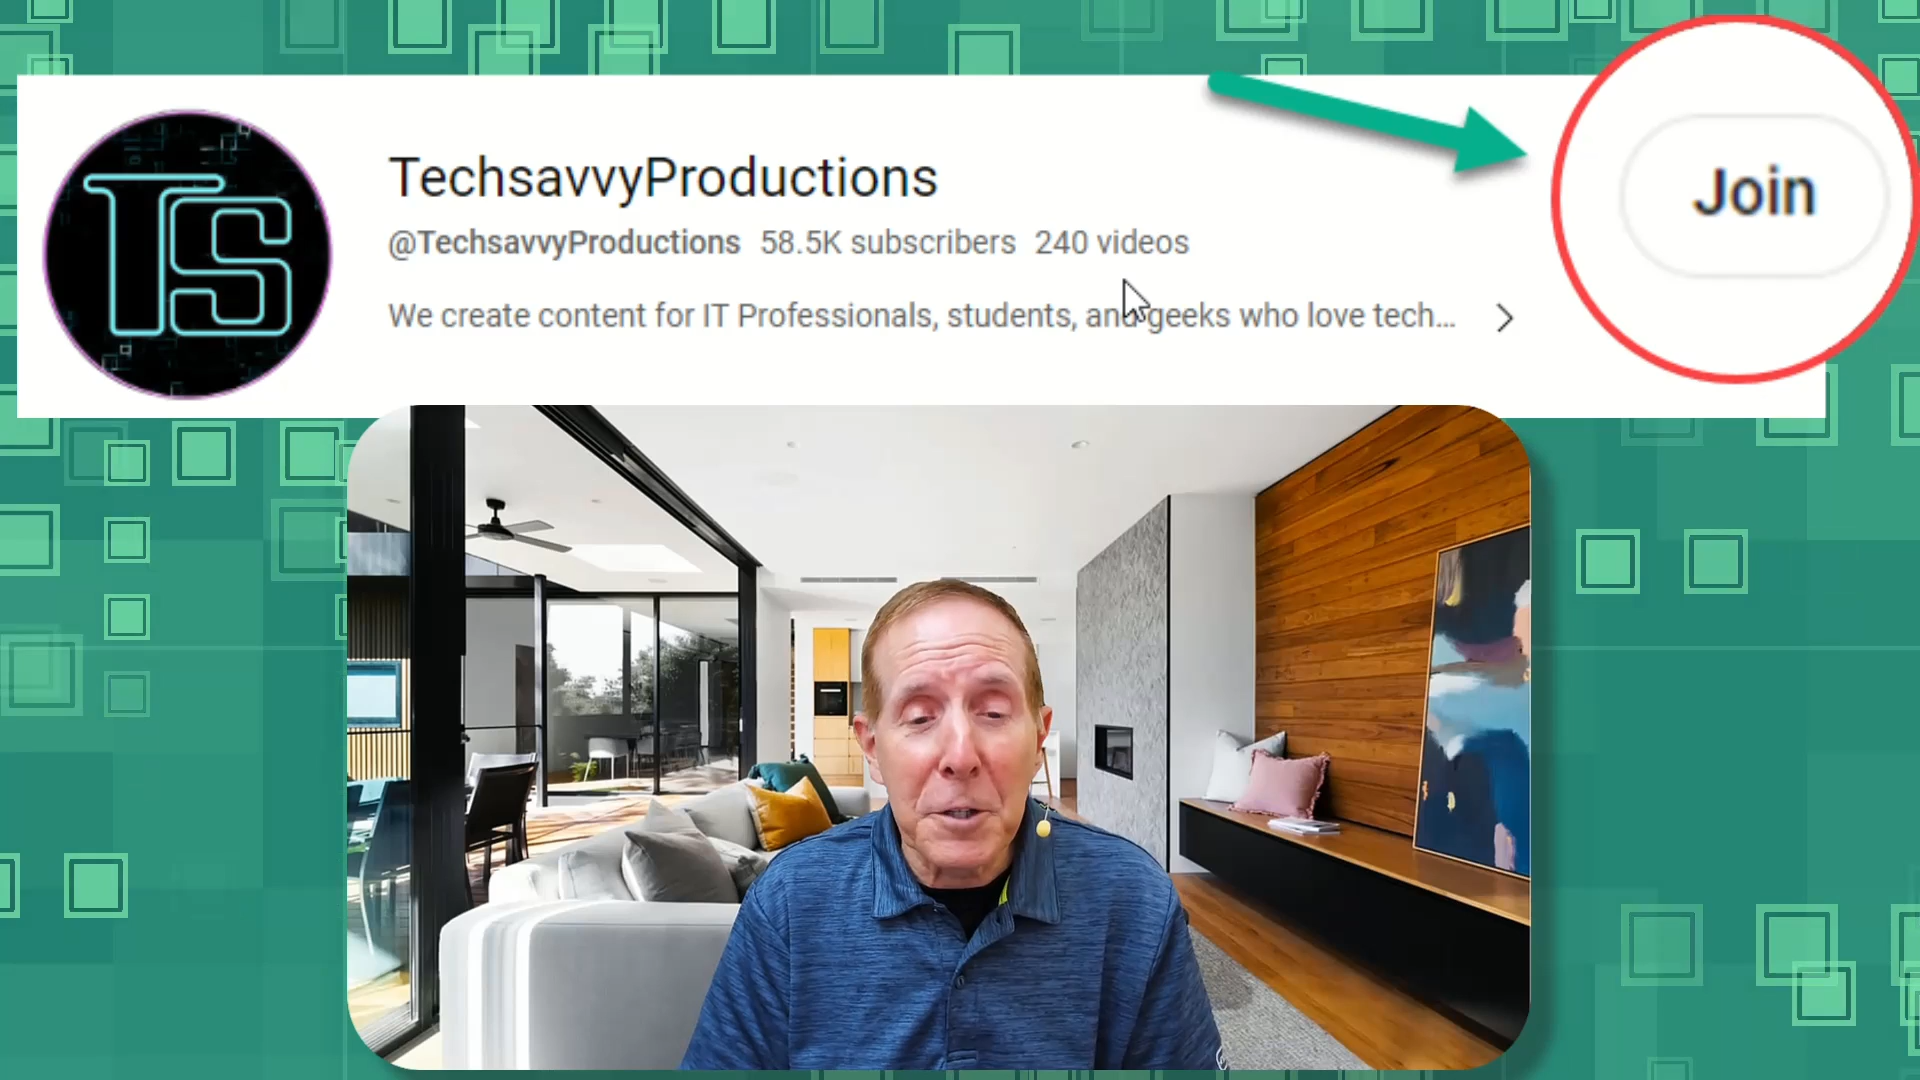 TS
TechsavvyProductions
@TechsavvyProductions 58.5K subscribers 240 videos
We create content for IT Professionals, students, and geeks who love tech...
Join